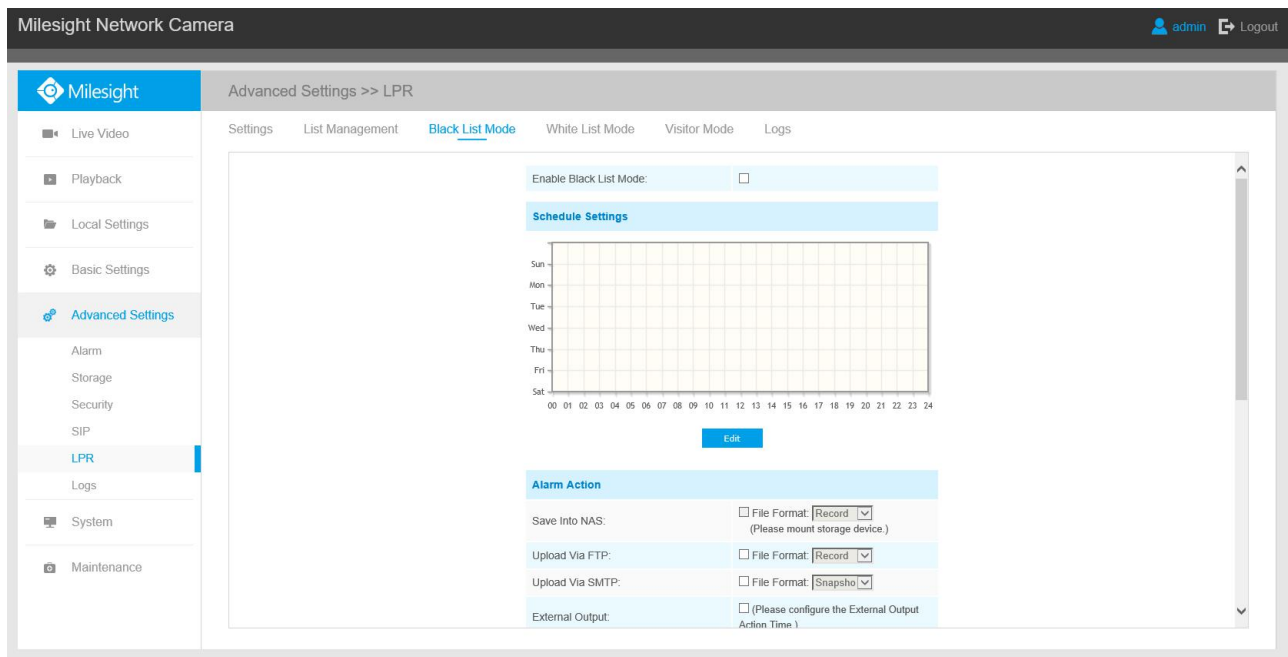 Milesight Network Camera
admin Logout
Milesight
Advanced Settings >> LPR
Live Video
Playback
Local Settings
Basic Settings
Advanced Settings
Alarm
Storage
Security
SIP
LPR
Logs
System
Maintenance
Settings List Management Black List Mode White List Mode Visitor Mode Logs
Enable Black List Mode:
Schedule Settings
Sun
Mon
Tue
Wed
Thu
Fri
Sat
00 01 02 03 04 05 06 07 08 09 10 11 12 13 14 15 16 17 18 19 20 21 22 23 24
Edit
Alarm Action
Save Into NAS: File Format: Record
(Please mount storage device.)
Upload Via FTP: File Format: Record
Upload Via SMTP: File Format: Snapsho
External Output: (Please configure the External Output
Action Time.)